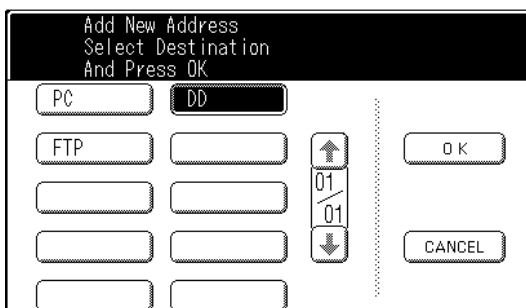 Add New Address
Select Destination
And Press OK
PC DD
FTP OK
01
01
CANCEL